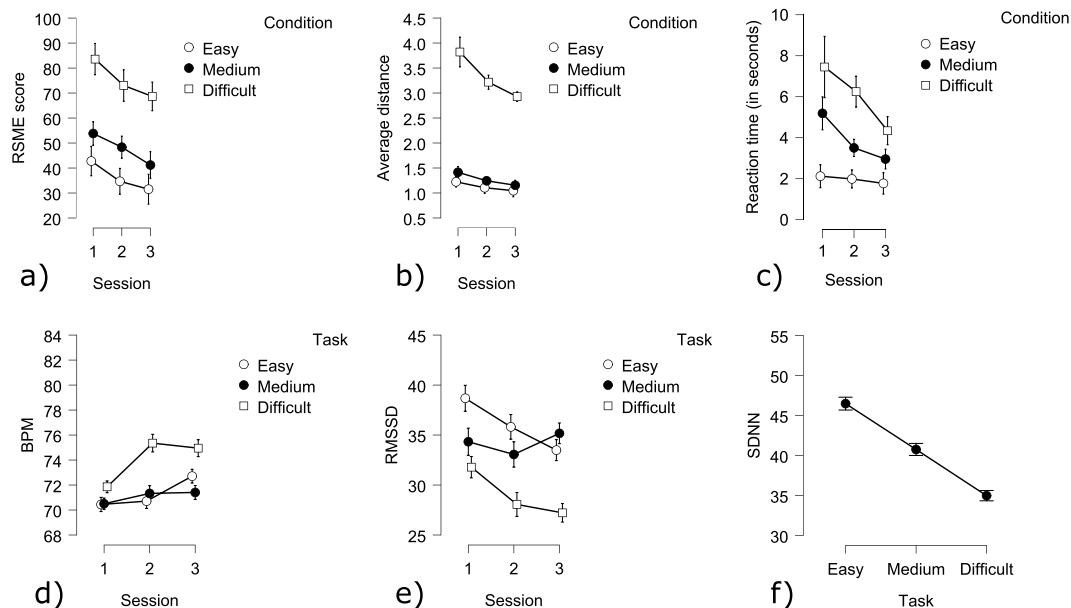 100
90
80
70
60
50
40
30
20
RSME score
Condition
Easy
Medium
Difficult
1 2 3
Session
a)
4.5
4.0
3.5
3.0
2.5
2.0
1.5
1.0
0.5
Average distance
Condition
Easy
Medium
Difficult
1 2 3
Session
b)
10
8
6
4
2
0
Reaction time (in seconds)
Condition
Easy
Medium
Difficult
1 2 3
Session
c)
84
82
80
78
76
74
72
70
68
BPM
Task
Easy
Medium
Difficult
1 2 3
Session
d)
45
40
35
30
25
RMSSD
Task
Easy
Medium
Difficult
1 2 3
Session
e)
55
50
45
40
35
30
SDNN
Easy Medium Difficult
Task
f)